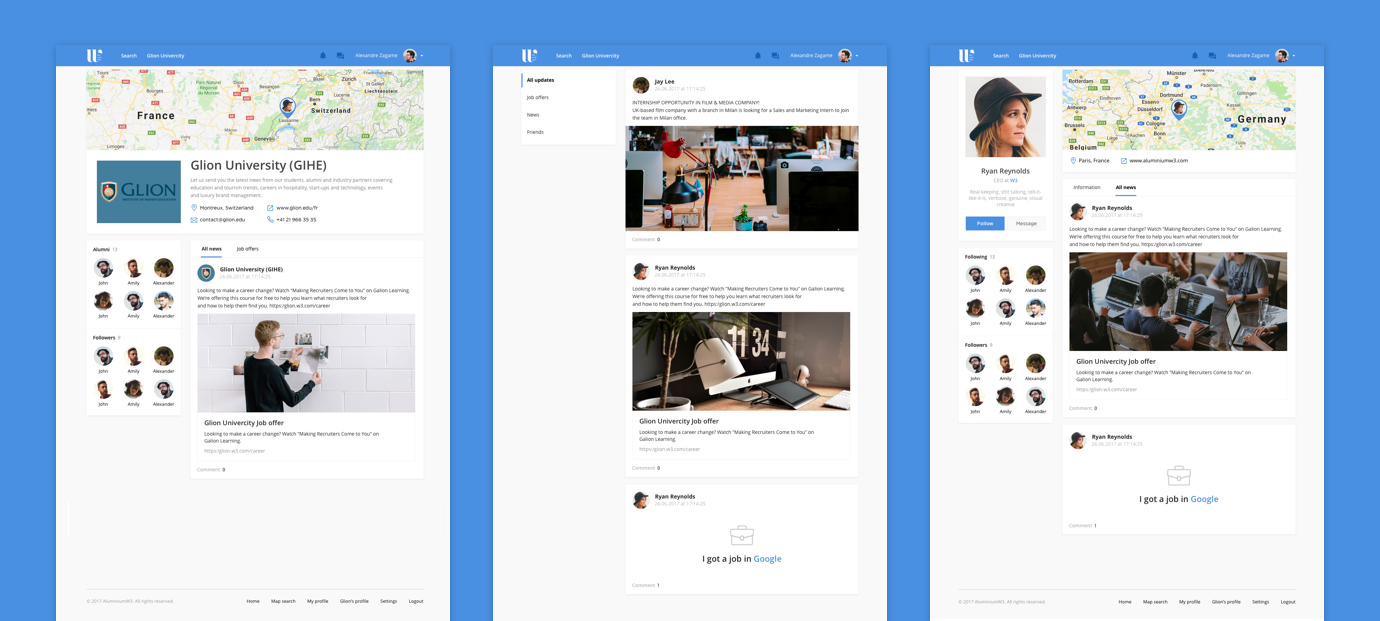 Search Glion Univercity Alexandre Zagame
France
Switzerland
Bern
Lausanne
Geneva
Zürich
Liechtenstein
Bourges
Dijon
Limoges
Glion University (GIHE)
Let us send you the latest news from our students, alumni and industry partners covering
education and tourism trends, careers in hospitality, start-ups and technology, events
and luxury brand management.
GLION
INSTITUTE OF HIGHER EDUCATION
Montreux, Switzerland www.glion.edu/fr
contact@glion.edu +41 21 966 35 35
Alumni 13
John Amily Alexander
John Amily Alexander
Followers 9
John Amily Alexander
John Amily Alexander
All news Job offers
Glion University (GIHE)
26.06.2017 at 17:14:25
Looking to make a career change? Watch "Making Recruiters Come to You" on Galion Learning.
We're offering this course for free to help you learn what recruiters look for
and how to help them find you. https://glion.w3.com/career
Glion Univercity Job offer
Looking to make a career change? Watch "Making Recruiters Come to You" on
Galion Learning.
https://glion.w3.com/career
Comment 0
© 2017 AluminiumW3. All rights reserved. Home Map search My profile Glion's profile Settings Logout
Search Glion Univercity Alexandre Zagame
All updates
Job offers
News
Friends
Jay Lee
26.06.2017 at 17:14:25
INTERNSHIP OPPORTUNITY IN FILM & MEDIA COMPANY!
UK-based film company with a branch in Milan is looking for a Sales and Marketing Intern to join
the team in Milan office.
Comment 0
Ryan Reynolds
26.06.2017 at 17:14:25
Looking to make a career change? Watch "Making Recruiters Come to You" on Galion Learning.
We're offering this course for free to help you learn what recruiters look for
and how to help them find you. https://glion.w3.com/career
11 34
Glion Univercity Job offer
Looking to make a career change? Watch "Making Recruiters Come to You" on
Galion Learning.
https://glion.w3.com/career
Comment 0
Ryan Reynolds
26.06.2017 at 17:14:25
I got a job in Google
Comment 1
Search Glion Univercity Alexandre Zagame
Ryan Reynolds
CEO at W3
Real-keeping, shit talking, tell-it-
like-it-is, verbose, genuine, visual
creative
Follow Message
Following 13
John Amily Alexander
John Amily Alexander
Followers 9
John Amily Alexander
John Amily Alexander
Münster
Rotterdam
Dortmund
Essen
Düsseldorf
Göttingen
Antwerp
Cologne
Brussels
Bonn
Germany
Belgium
Paris, France www.aluminiumw3.com
Information All news
Ryan Reynolds
26.06.2017 at 17:14:25
Looking to make a career change? Watch "Making Recruiters Come to You" on Galion Learning.
We're offering this course for free to help you learn what recruiters look for
and how to help them find you. https://glion.w3.com/career
Glion Univercity Job offer
Looking to make a career change? Watch "Making Recruiters Come to You" on
Galion Learning.
https://glion.w3.com/career
Comment 0
Ryan Reynolds
26.06.2017 at 17:14:25
I got a job in Google
Comment 1
© 2017 AluminiumW3. All rights reserved. Home Map search My profile Glion's profile Settings Logout